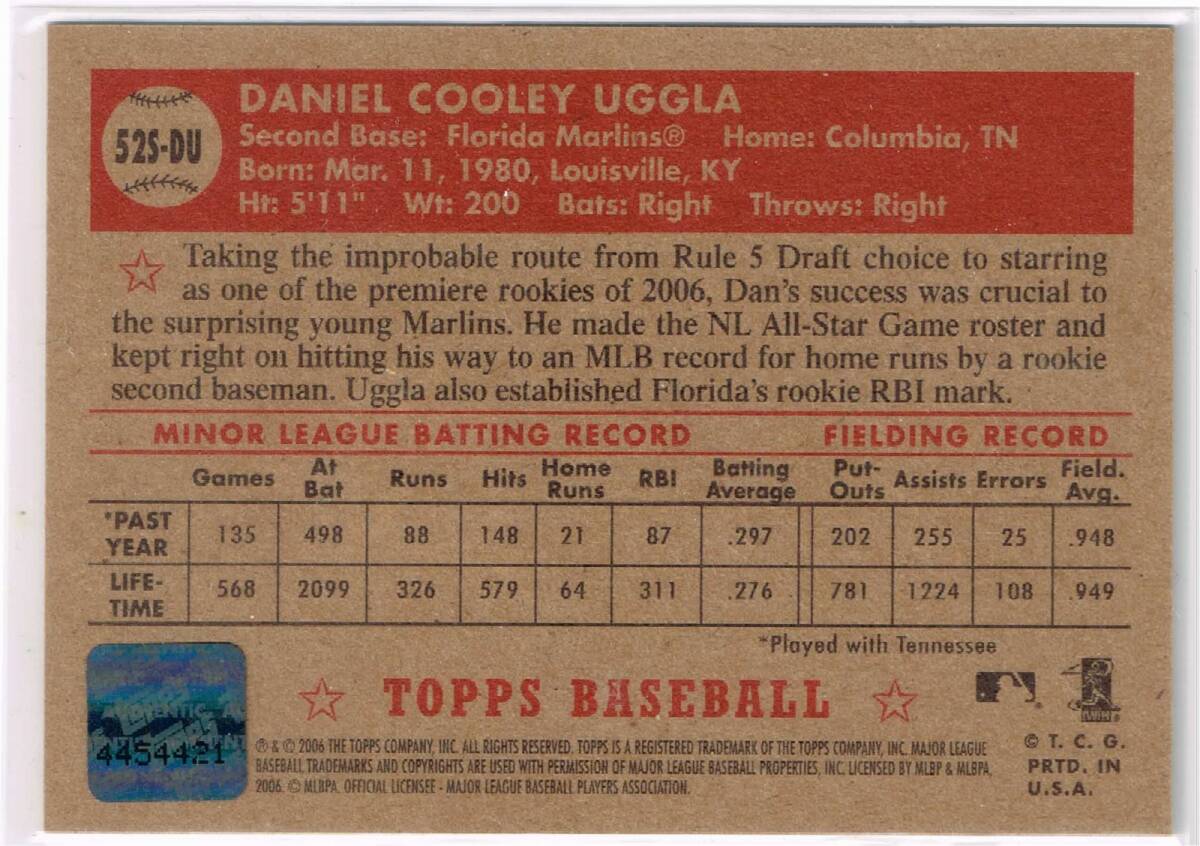 52S-DU
DANIEL COOLEY UGGLA
Second Base: Florida Marlins® Home: Columbia, TN
Born: Mar. 11, 1980, Louisville, KY
Ht: 5'11" Wt: 200 Bats: Right Throws: Right
Taking the improbable route from Rule 5 Draft choice to starring
as one of the premiere rookies of 2006, Dan's success was crucial to
the surprising young Marlins. He made the NL All-Star Game roster and
kept right on hitting his way to an MLB record for home runs by a rookie
second baseman. Uggla also established Florida's rookie RBI mark.
MINOR LEAGUE BATTING RECORD FIELDING RECORD
Games At Bat Runs Hits Home Runs RBI Batting Average Put-Outs Assists Errors Field. Avg.
*PAST YEAR 135 498 88 148 21 87 .297 202 255 25 .948
LIFE-TIME 568 2099 326 579 64 311 .276 781 1224 108 .949
*Played with Tennessee
TOPPS BASEBALL
4454421
® & © 2006 THE TOPPS COMPANY, INC. ALL RIGHTS RESERVED. TOPPS IS A REGISTERED TRADEMARK OF THE TOPPS COMPANY, INC. MAJOR LEAGUE
BASEBALL TRADEMARKS AND COPYRIGHTS ARE USED WITH PERMISSION OF MAJOR LEAGUE BASEBALL PROPERTIES, INC. LICENSED BY MLBP & MLBPA,
2006. © MLBPA. OFFICIAL LICENSEE - MAJOR LEAGUE BASEBALL PLAYERS ASSOCIATION.
© T. C. G.
PRTD. IN
U.S.A.